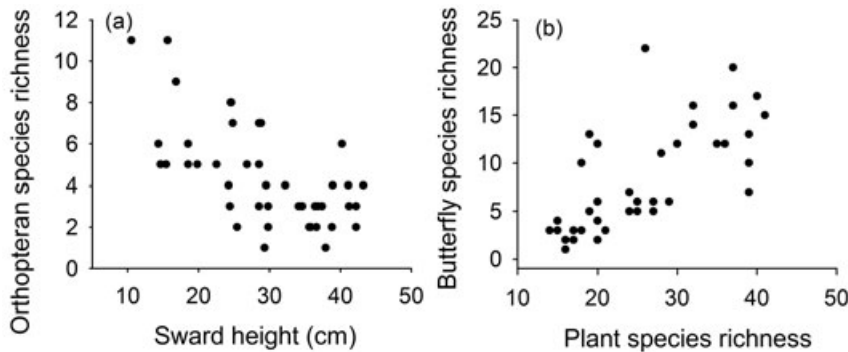 (a)
Orthopteran species richness
12
10
8
6
4
2
0
10 20 30 40 50
Sward height (cm)
(b)
Butterfly species richness
25
20
15
10
5
0
10 20 30 40 50
Plant species richness